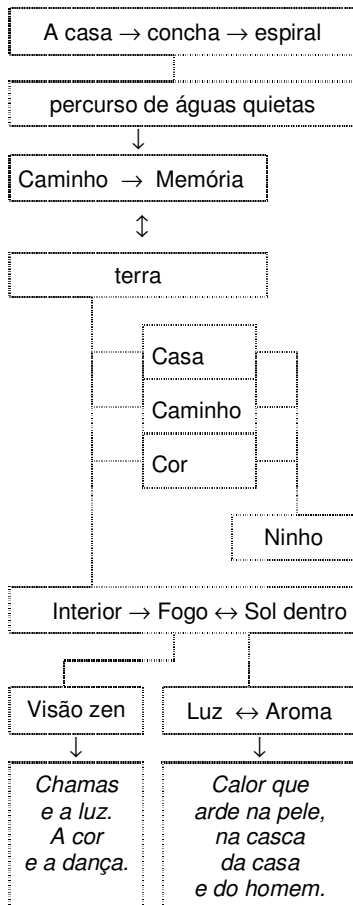 A casa → concha → espiral
percurso de águas quietas
↓
Caminho → Memória
↕
terra
Casa
Caminho
Cor
Ninho
Interior → Fogo ↔ Sol dentro
Visão zen
↓
Chamas
e a luz.
A cor
e a dança.
Luz ↔ Aroma
↓
Calor que
arde na pele,
na casca
da casa
e do homem.